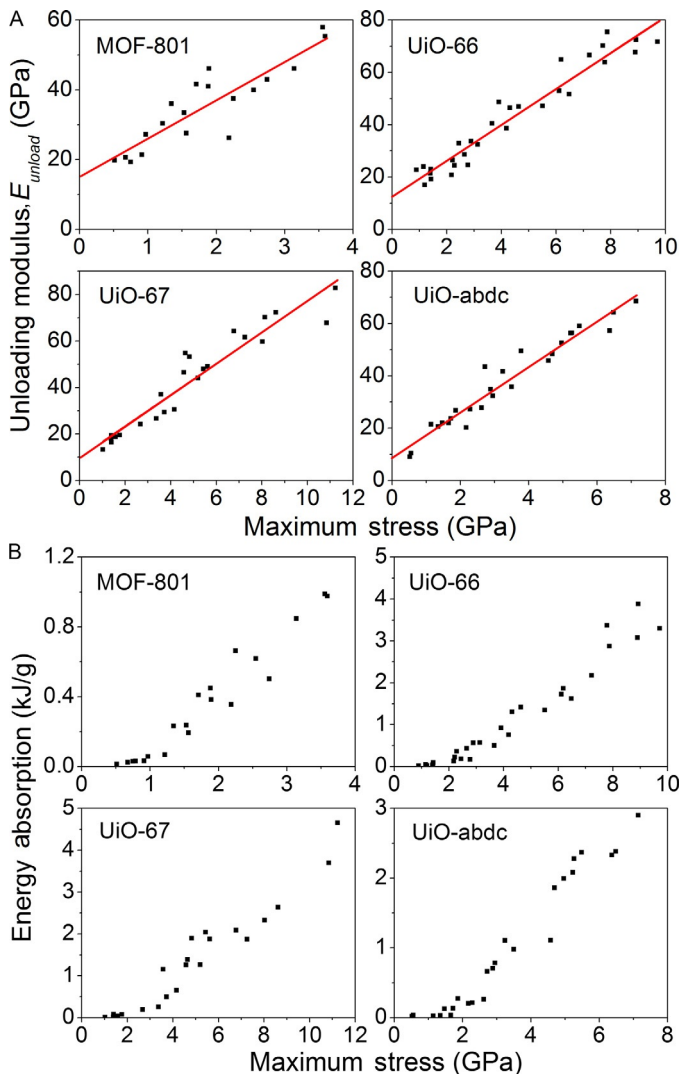 A
MOF-801
UiO-66
60
40
20
0
0 1 2 3 4
80
60
40
20
0
0 2 4 6 8 10
Unloading modulus, E unload (GPa)
UiO-67
UiO-abdc
80
60
40
20
0
0 2 4 6 8 10 12
80
60
40
20
0
0 2 4 6 8
Maximum stress (GPa)
B
MOF-801
UiO-66
1.2
0.8
0.4
0.0
0 1 2 3 4
5
4
3
2
1
0
0 2 4 6 8 10
Energy absorption (kJ/g)
UiO-67
UiO-abdc
5
4
3
2
1
0
0 2 4 6 8 10 12
3
2
1
0
0 2 4 6 8
Maximum stress (GPa)